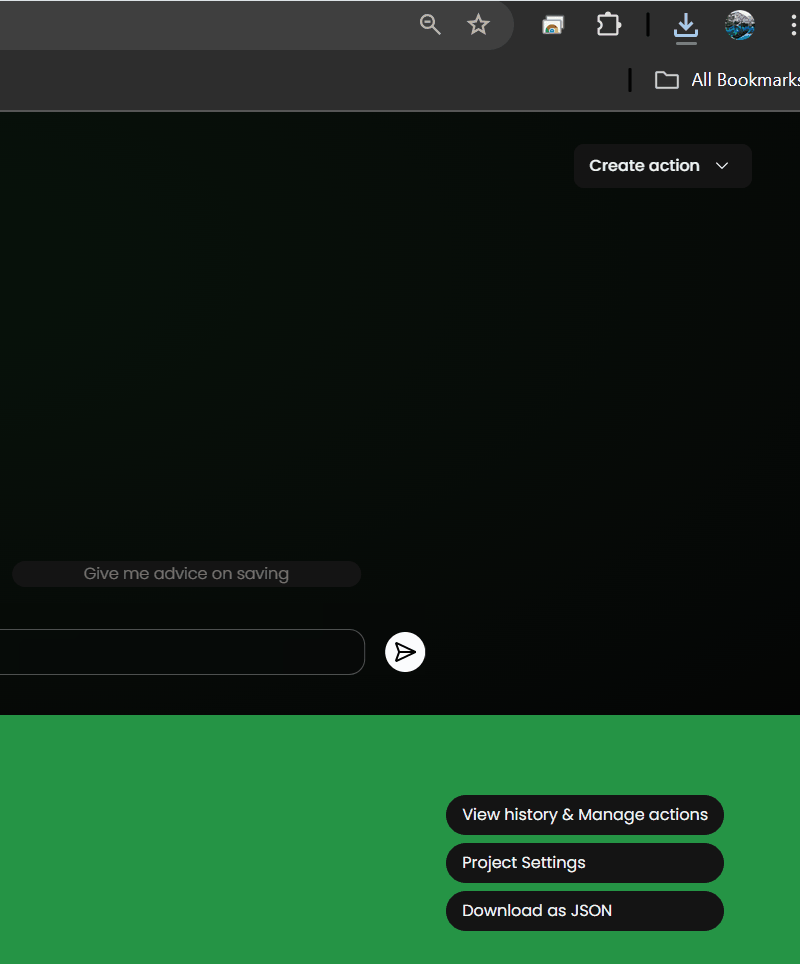 All Bookmarks
Create action
Give me advice on saving
View history & Manage actions
Project Settings
Download as JSON